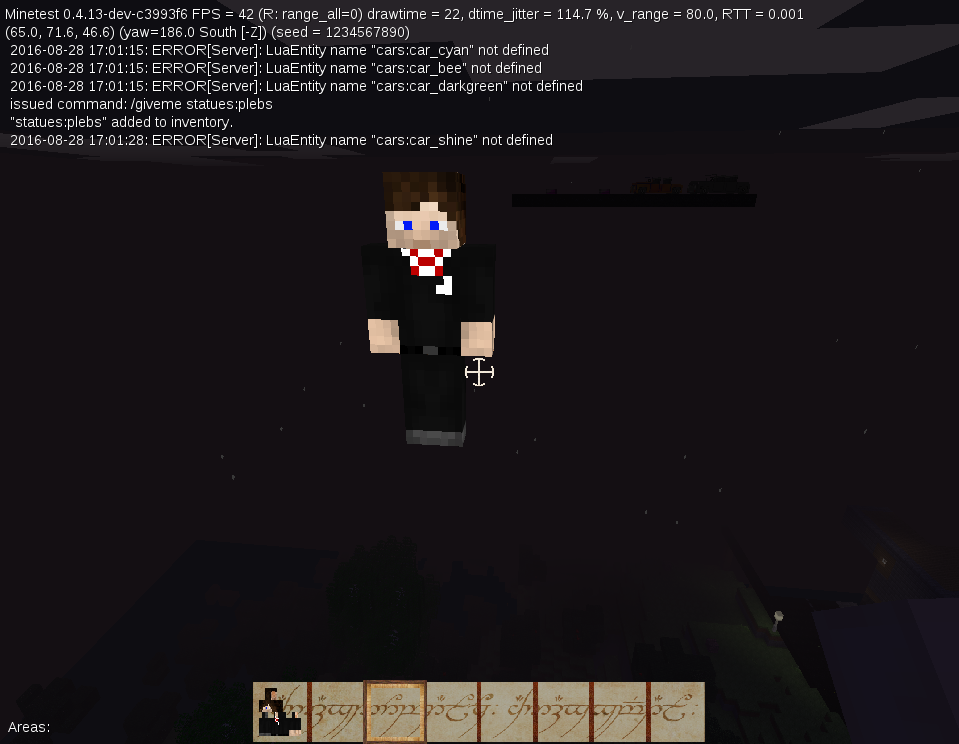 Minetest 0.4.13-dev-c3993f6 FPS = 42 (R: range_all=0) drawtime = 22, dtime_jitter = 114.7 %, v_range = 80.0, RTT = 0.001
(65.0, 71.6, 46.6) (yaw=186.0 South [-Z]) (seed = 1234567890)
2016-08-28 17:01:15: ERROR[Server]: LuaEntity name "cars:car_cyan" not defined
2016-08-28 17:01:15: ERROR[Server]: LuaEntity name "cars:car_bee" not defined
2016-08-28 17:01:15: ERROR[Server]: LuaEntity name "cars:car_darkgreen" not defined
issued command: /giveme statues:plebs
"statues:plebs" added to inventory.
2016-08-28 17:01:28: ERROR[Server]: LuaEntity name "cars:car_shine" not defined
Areas: